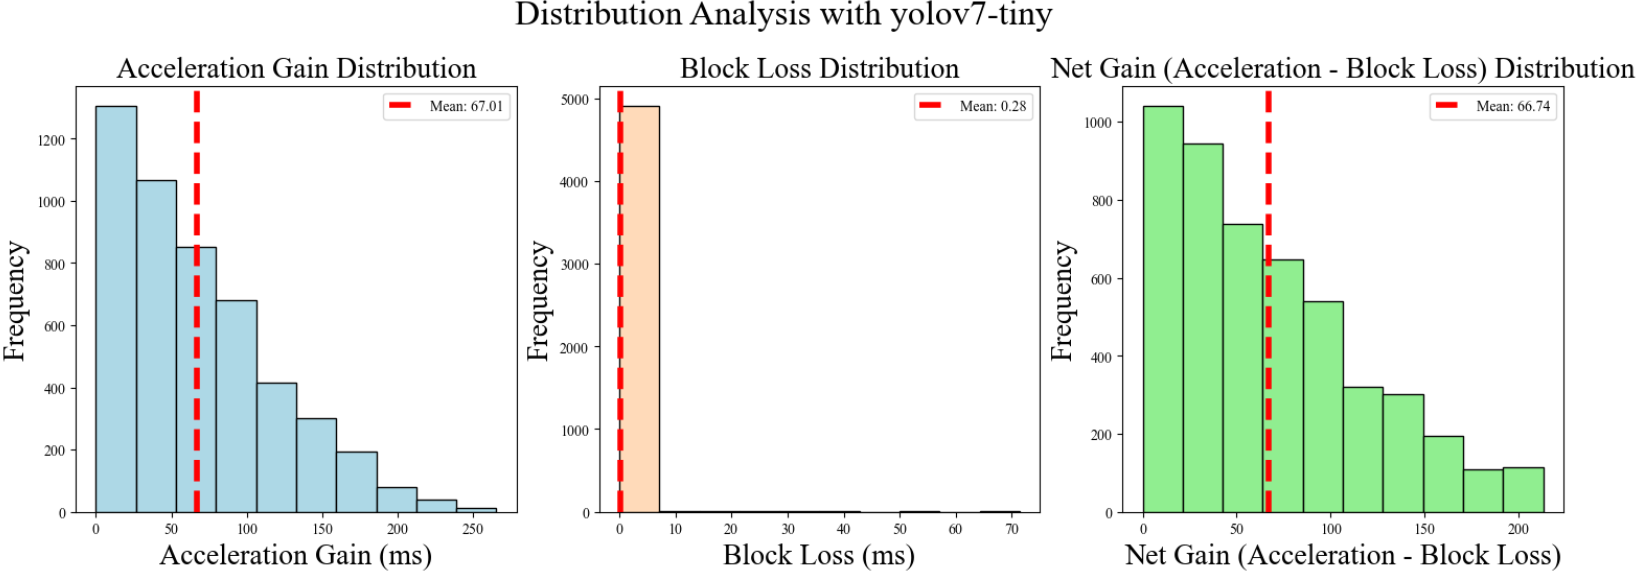 Distribution Analysis with yolov7-tiny
Acceleration Gain Distribution
Mean: 67.01
Frequency
1200
1000
800
600
400
200
0
0 50 100 150 200 250
Acceleration Gain (ms)
Block Loss Distribution
Mean: 0.28
Frequency
5000
4000
3000
2000
1000
0
0 10 20 30 40 50 60 70
Block Loss (ms)
Net Gain (Acceleration - Block Loss) Distribution
Mean: 66.74
Frequency
1000
800
600
400
200
0
0 50 100 150 200
Net Gain (Acceleration - Block Loss)